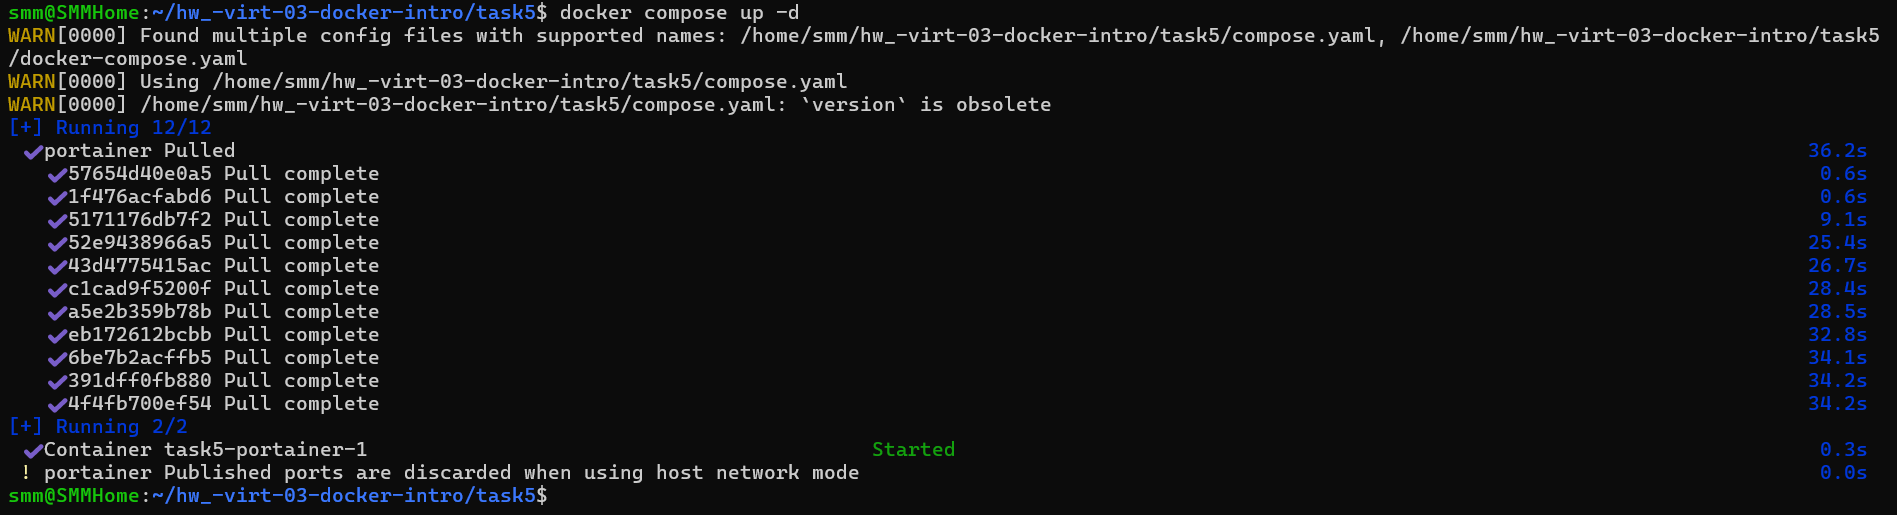 smm@SMMHome:~/hw_-virt-03-docker-intro/task5$ docker compose up -d
WARN[0000] Found multiple config files with supported names: /home/smm/hw_-virt-03-docker-intro/task5/compose.yaml, /home/smm/hw_-virt-03-docker-intro/task5
/docker-compose.yaml
WARN[0000] Using /home/smm/hw_-virt-03-docker-intro/task5/compose.yaml
WARN[0000] /home/smm/hw_-virt-03-docker-intro/task5/compose.yaml: `version` is obsolete
[+] Running 12/12
✔portainer Pulled 36.2s
✔57654d40e0a5 Pull complete 0.6s
✔1f476acfabd6 Pull complete 0.6s
✔5171176db7f2 Pull complete 9.1s
✔52e9438966a5 Pull complete 25.4s
✔43d4775415ac Pull complete 26.7s
✔c1cad9f5200f Pull complete 28.4s
✔a5e2b359b78b Pull complete 28.5s
✔eb172612bcbb Pull complete 32.8s
✔6be7b2acffb5 Pull complete 34.1s
✔391dff0fb880 Pull complete 34.2s
✔4f4fb700ef54 Pull complete 34.2s
[+] Running 2/2
✔Container task5-portainer-1 Started 0.3s
! portainer Published ports are discarded when using host network mode 0.0s
smm@SMMHome:~/hw_-virt-03-docker-intro/task5$